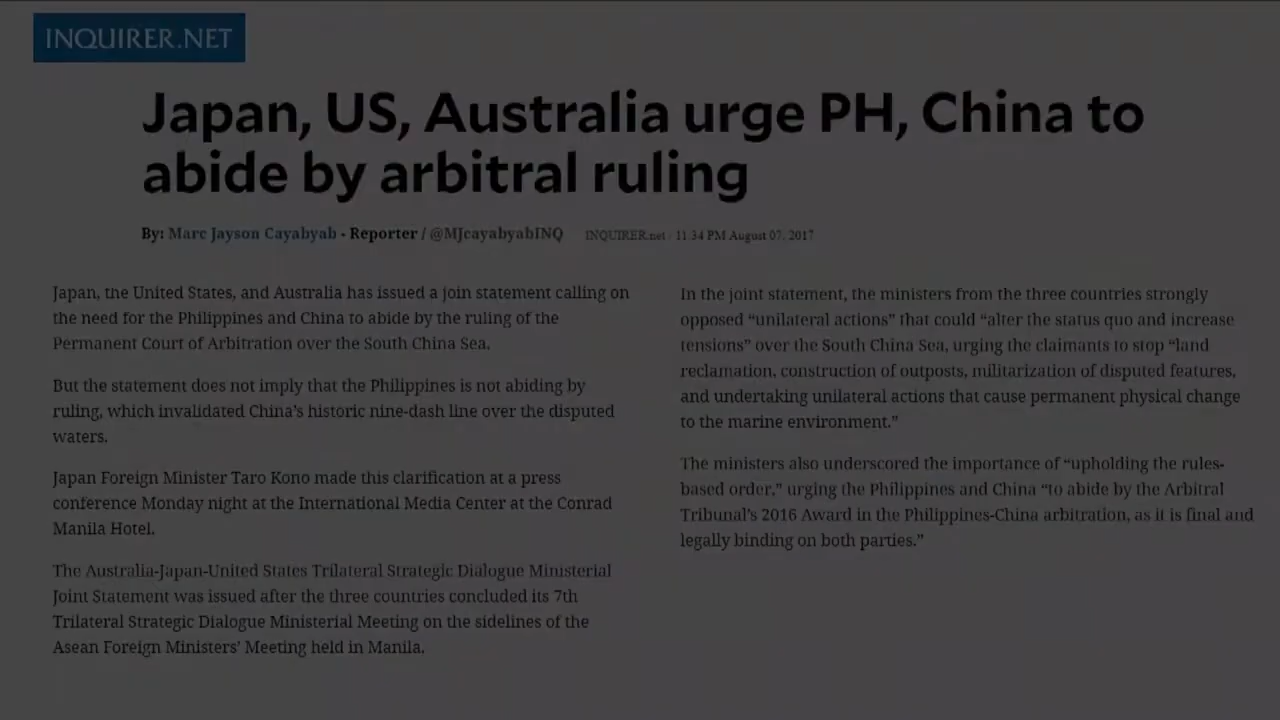 INQUIRER.NET
Japan, US, Australia urge PH, China to
abide by arbitral ruling
By: Marc Jayson Cayabyab - Reporter / @MJcayabyabINQ INQUIRER.net / 11:34 PM August 07, 2017
Japan, the United States, and Australia has issued a join statement calling on
the need for the Philippines and China to abide by the ruling of the
Permanent Court of Arbitration over the South China Sea.
But the statement does not imply that the Philippines is not abiding by
ruling, which invalidated China’s historic nine-dash line over the disputed
waters.
Japan Foreign Minister Taro Kono made this clarification at a press
conference Monday night at the International Media Center at the Conrad
Manila Hotel.
The Australia-Japan-United States Trilateral Strategic Dialogue Ministerial
Joint Statement was issued after the three countries concluded its 7th
Trilateral Strategic Dialogue Ministerial Meeting on the sidelines of the
Asean Foreign Ministers’ Meeting held in Manila.
In the joint statement, the ministers from the three countries strongly
opposed “unilateral actions” that could “alter the status quo and increase
tensions” over the South China Sea, urging the claimants to stop “land
reclamation, construction of outposts, militarization of disputed features,
and undertaking unilateral actions that cause permanent physical change
to the marine environment.”
The ministers also underscored the importance of “upholding the rules-
based order,” urging the Philippines and China “to abide by the Arbitral
Tribunal’s 2016 Award in the Philippines-China arbitration, as it is final and
legally binding on both parties.”